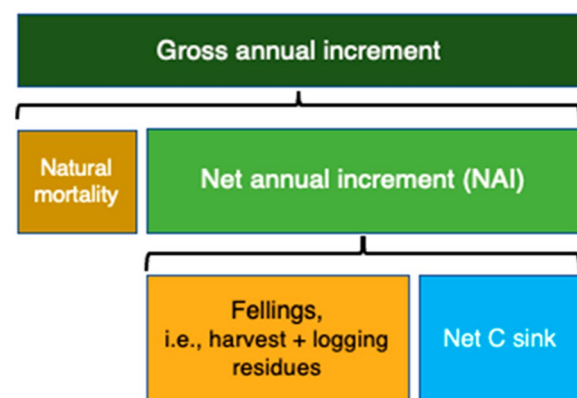 Gross annual increment
Natural
mortality
Net annual increment (NAI)
Fellings,
i.e., harvest + logging
residues
Net C sink